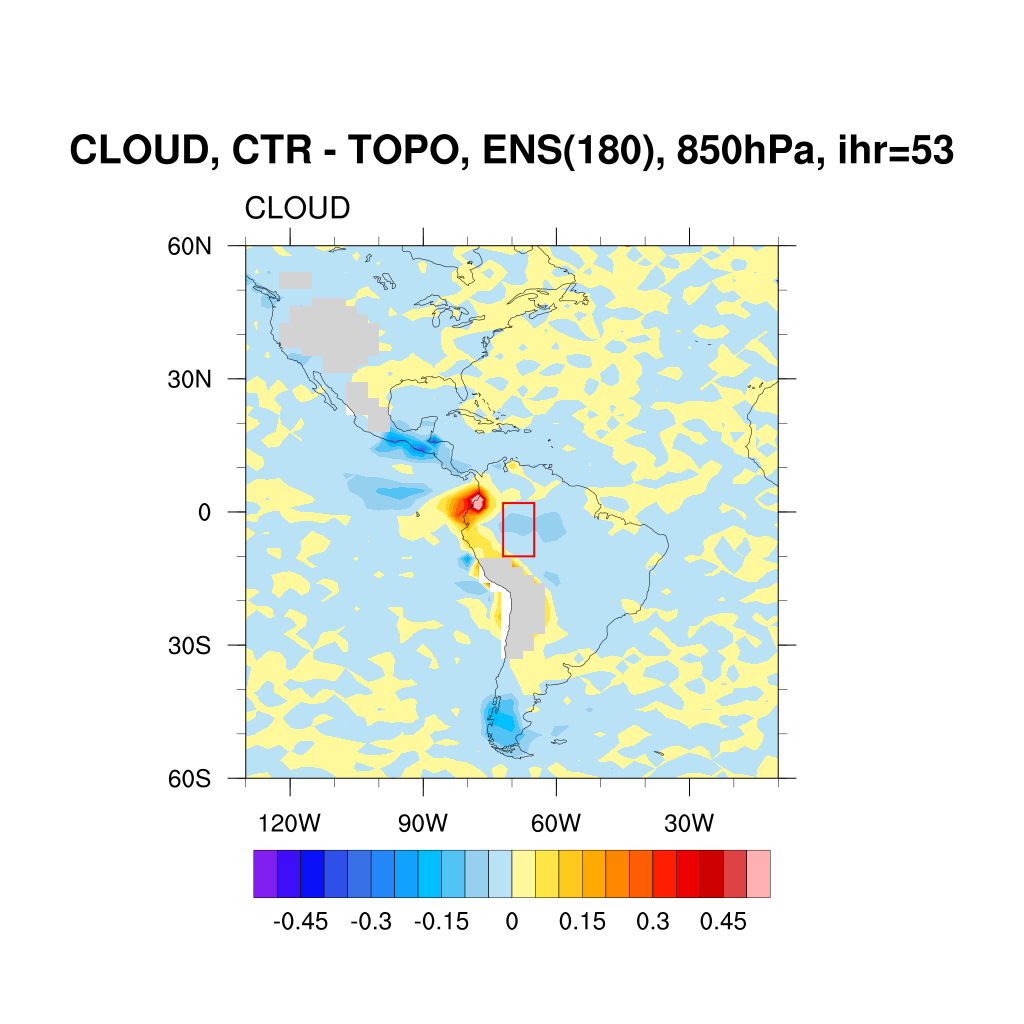 CLOUD, CTR - TOPO, ENS(180), 850hPa, ihr=53
CLOUD
60N
30N
0
30S
60S
120W 90W 60W 30W
-0.45 -0.3 -0.15 0 0.15 0.3 0.45